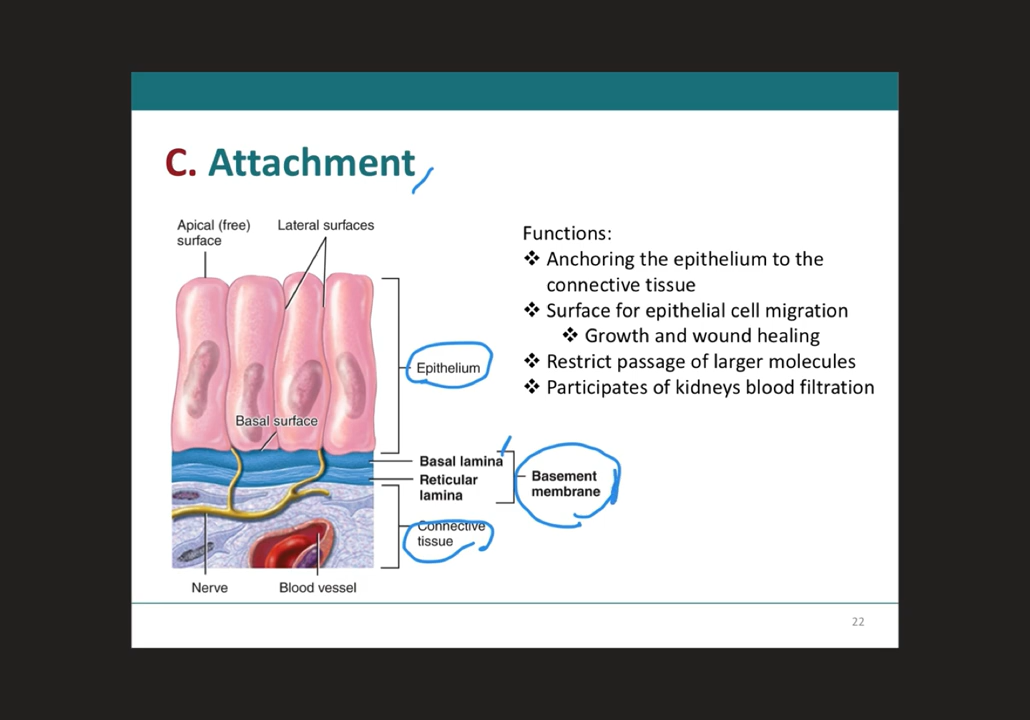 C. Attachment
Apical (free)
surface
Lateral surfaces
Functions:
❖ Anchoring the epithelium to the
connective tissue
❖ Surface for epithelial cell migration
❖ Growth and wound healing
❖ Restrict passage of larger molecules
❖ Participates of kidneys blood filtration
Epithelium
Basal surface
Basal lamina
Reticular
lamina
Basement
membrane
Connective
tissue
Nerve
Blood vessel
22